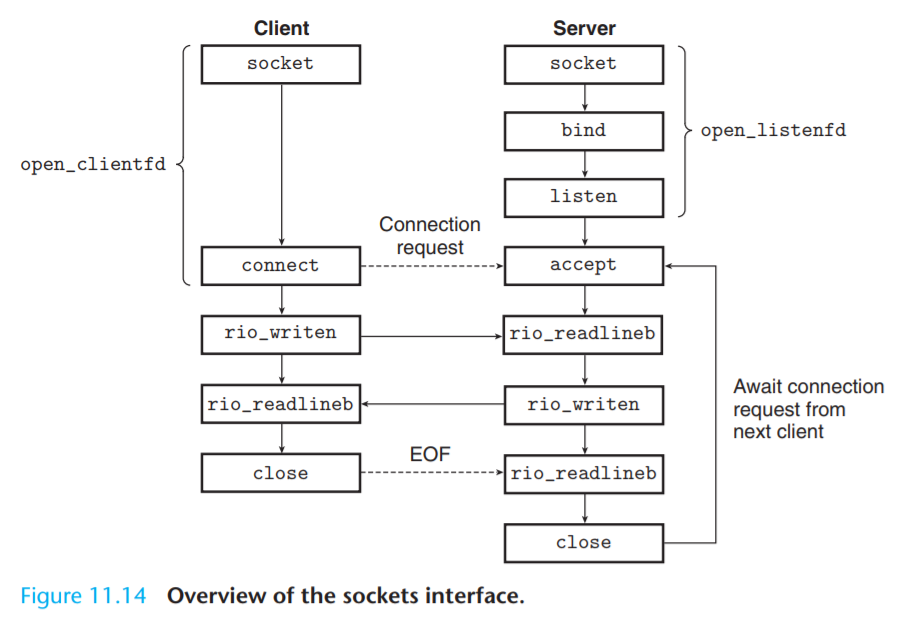 Client
Server
socket
socket
bind
open_listenfd
open_clientfd
listen
Connection
request
connect
accept
rio_writen
rio_readlineb
Await connection
request from
next client
rio_readlineb
rio_writen
EOF
close
rio_readlineb
close
Figure 11.14 Overview of the sockets interface.